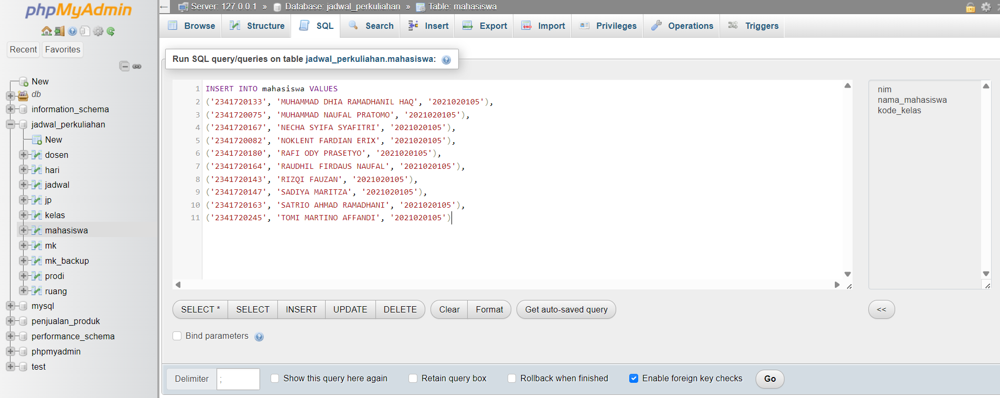 phpMyAdmin
Recent Favorites
New
db
information_schema
jadwal_perkuliahan
New
dosen
hari
jadwal
jp
kelas
mahasiswa
mk
mk_backup
prodi
ruang
mysql
penjualan_produk
performance_schema
phpmyadmin
test
Server: 127.0.0.1 » Database: jadwal_perkuliahan » Table: mahasiswa
Browse Structure SQL Search Insert Export Import Privileges Operations Triggers
Run SQL query/queries on table jadwal_perkuliahan.mahasiswa:
1 INSERT INTO mahasiswa VALUES
2 ('2341720133', 'MUHAMMAD DHIA RAMADHANIL HAQ', '2021020105'),
3 ('2341720075', 'MUHAMMAD NAUFAL PRATOMO', '2021020105'),
4 ('2341720167', 'NECHA SYIFA SYAFITRI', '2021020105'),
5 ('2341720082', 'NOKLENT FARDIAN ERIX', '2021020105'),
6 ('2341720180', 'RAFI ODY PRASETYO', '2021020105'),
7 ('2341720164', 'RAUDHIL FIRDAUS NAUFAL', '2021020105'),
8 ('2341720143', 'RIZQI FAUZAN', '2021020105'),
9 ('2341720147', 'SADIYA MARITZA', '2021020105'),
10 ('2341720163', 'SATRIO AHMAD RAMADHANI', '2021020105'),
11 ('2341720245', 'TOMI MARTINO AFFANDI', '2021020105')
nim
nama_mahasiswa
kode_kelas
SELECT * SELECT INSERT UPDATE DELETE Clear Format Get auto-saved query <<
Bind parameters
Delimiter ; Show this query here again Retain query box Rollback when finished Enable foreign key checks Go